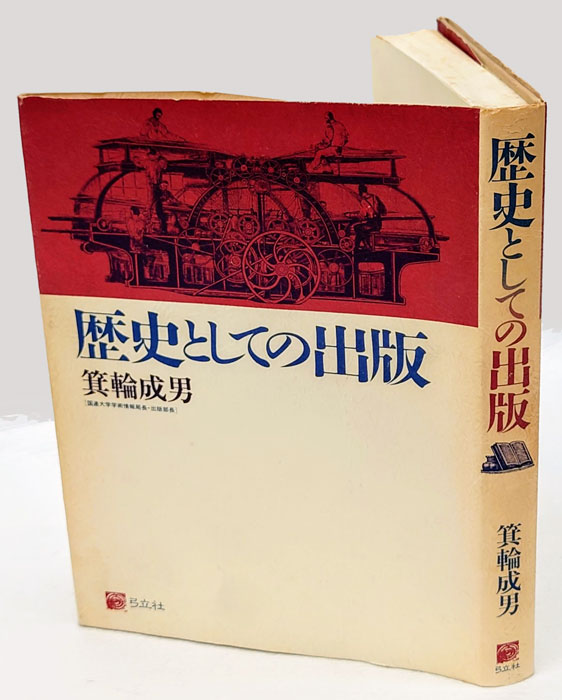 歴史としての出版
箕輪成男
[国連大学学術情報局長・出版部長]
弓立社
歴史としての出版
箕輪成男
弓立社